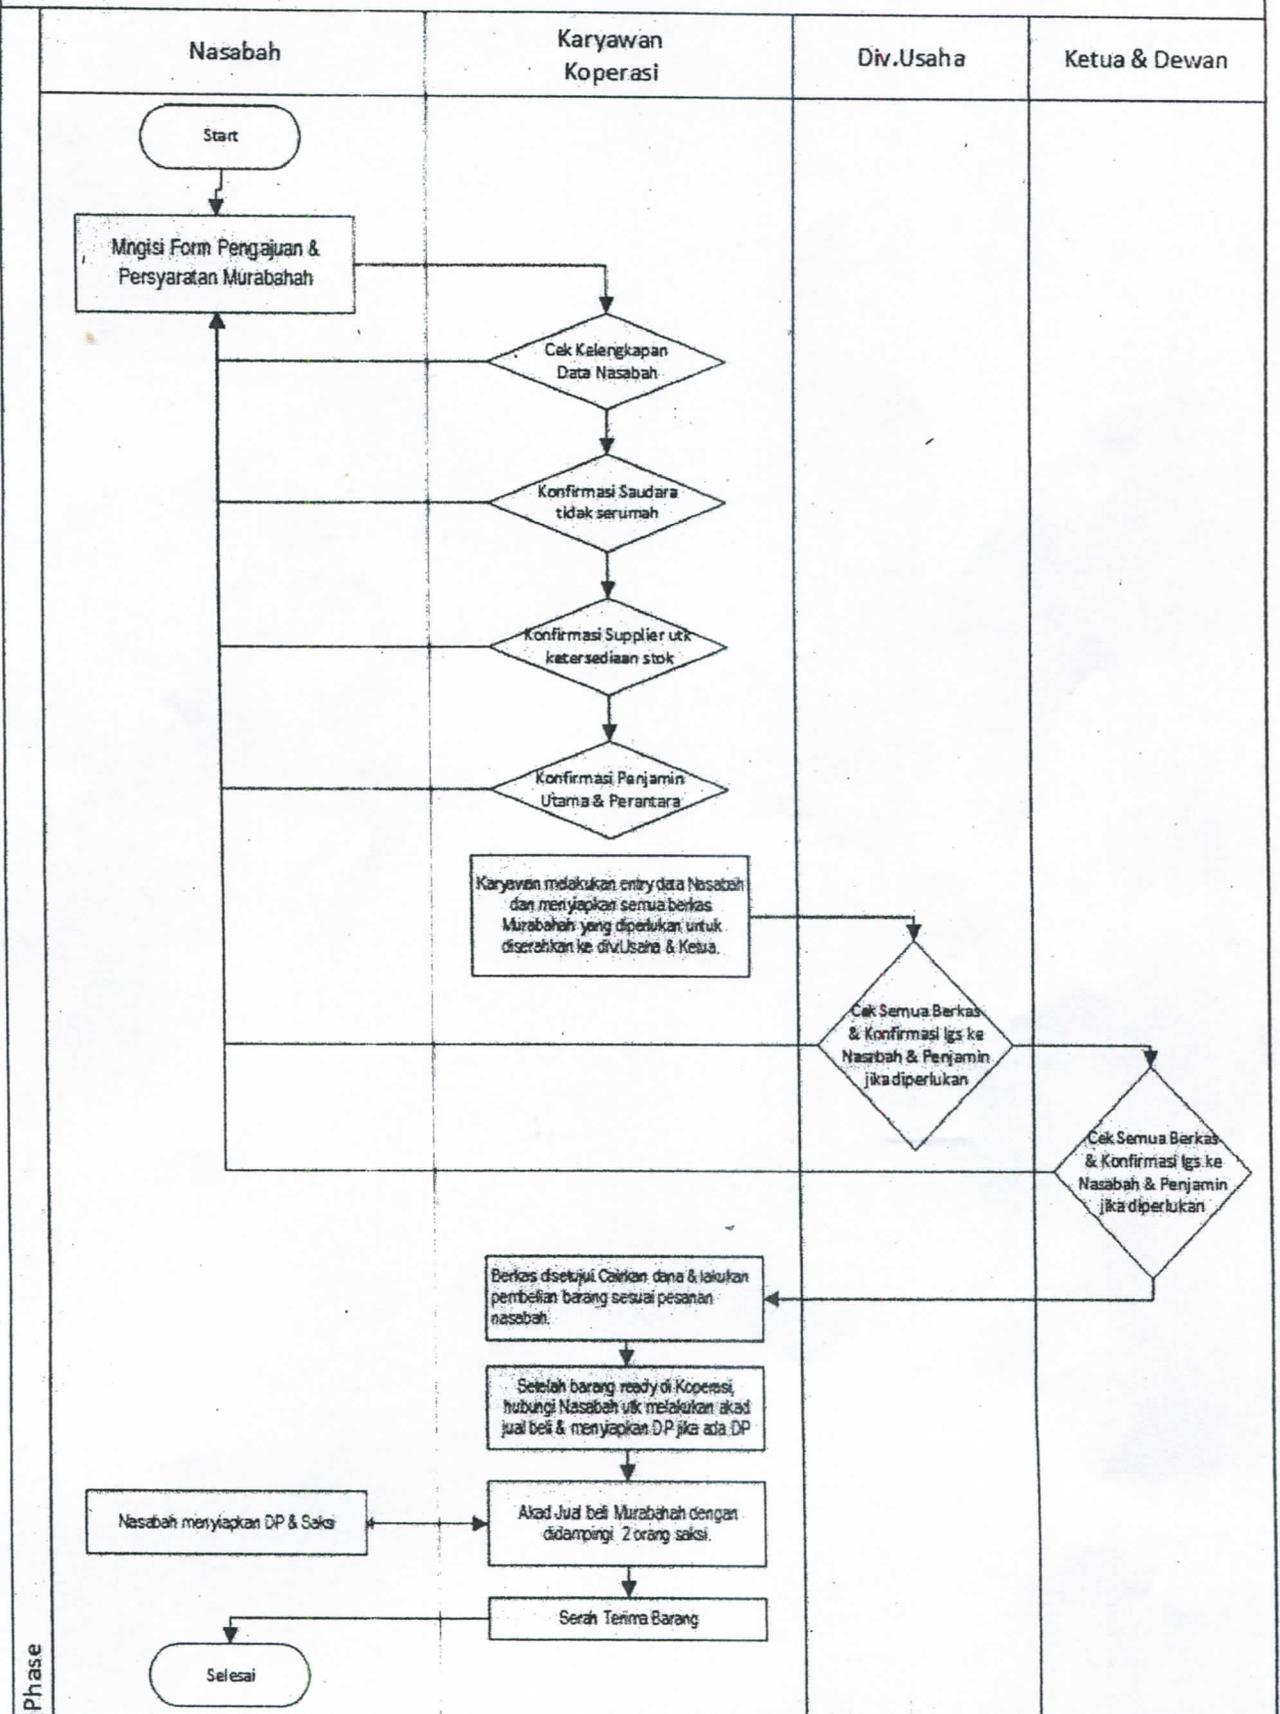 Nasabah
Karyawan
Koperasi
Div.Usaha
Ketua & Dewan
Start
Mngisi Form Pengajuan &
Persyaratan Murabahah
Cek Kelengkapan
Data Nasabah
Konfirmasi Saudara
tidak serumah
Konfirmasi Supplier utk
ketersediaan stok
Konfirmasi Penjamin
Utama & Perantara
Karyawan melakukan entry data Nasabah
dan menyiapkan semua berkas
Murabahah yang diperlukan untuk
diserahkan ke div.Usaha & Ketua.
Cek Semua Berkas
& Konfirmasi lgs ke
Nasabah & Penjamin
jika diperlukan
Cek Semua Berkas
& Konfirmasi lgs ke
Nasabah & Penjamin
jika diperlukan
Berkas disetujui. Cairkan dana & lakukan
pembelian barang sesuai pesanan
nasabah.
Setelah barang ready di Koperasi,
hubungi Nasabah utk melakukan akad
jual beli & menyiapkan DP jika ada DP
Nasabah menyiapkan DP & Saksi
Akad Jual beli Murabahah dengan
didampingi 2 orang saksi.
Serah Terima Barang
Selesai
Phase